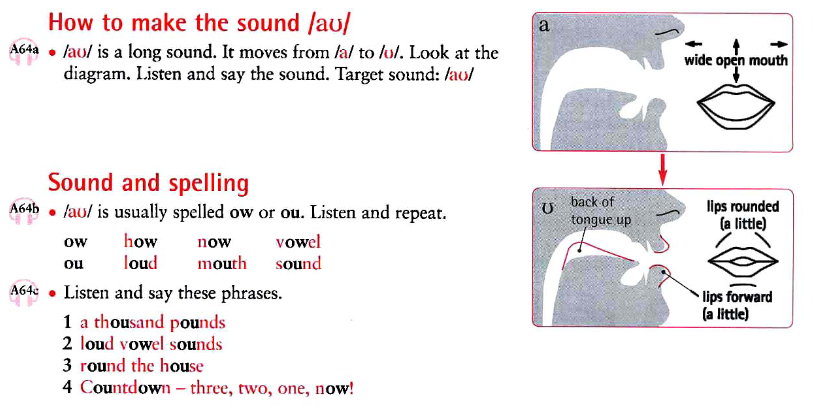 How to make the sound /aʊ/
A64a • /aʊ/ is a long sound. It moves from /a/ to /ʊ/. Look at the
diagram. Listen and say the sound. Target sound: /aʊ/
a
wide open mouth
Sound and spelling
A64b • /aʊ/ is usually spelled ow or ou. Listen and repeat.
ow how now vowel
ou loud mouth sound
A64c • Listen and say these phrases.
1 a thousand pounds
2 loud vowel sounds
3 round the house
4 Countdown – three, two, one, now!
ʊ
back of
tongue up
lips rounded
(a little)
lips forward
(a little)